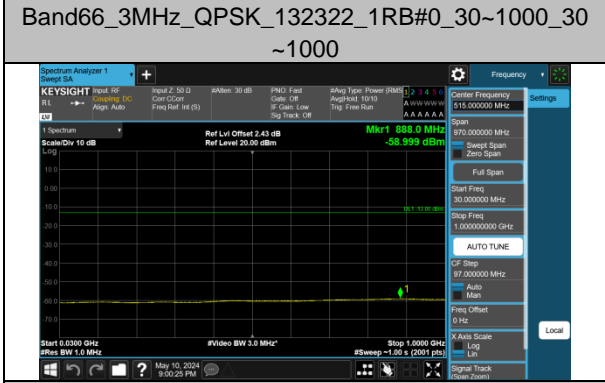 Band66_3MHz_QPSK_132322_1RB#0_30~1000_30
~1000
Spectrum Analyzer 1
Swept SA
+
Frequency
KEYSIGHT
RL
Input: RF
Coupling: DC
Align: Auto
Input Z: 50 Ω
Corr CCorr
Freq Ref: Int (S)
#Atten: 30 dB
PNO: Fast
Gate: Off
IF Gain: Low
Sig Track: Off
#Avg Type: Power (RMS
Avg|Hold: 10/10
Trig: Free Run
1 2 3 4 5 6
A W W W W W
A A A A A A
LNI
1 Spectrum
Scale/Div 10 dB
Log
Ref Lvl Offset 2.43 dB
Ref Level 20.00 dBm
Mkr1 888.0 MHz
-58.999 dBm
10.0
0.00
-10.0
DL1 -13.00 dBm
-20.0
-30.0
-40.0
-50.0
1
-60.0
-70.0
Start 0.0300 GHz
#Res BW 1.0 MHz
#Video BW 3.0 MHz*
Stop 1.0000 GHz
#Sweep ~1.00 s (2001 pts)
Center Frequency
515.000000 MHz
Settings
Span
970.000000 MHz
Swept Span
Zero Span
Full Span
Start Freq
30.000000 MHz
Stop Freq
1.000000000 GHz
AUTO TUNE
CF Step
97.000000 MHz
Auto
Man
Freq Offset
0 Hz
X Axis Scale
Log
Lin
Local
Signal Track
(Span Zoom)
?
May 10, 2024
9:00:25 PM